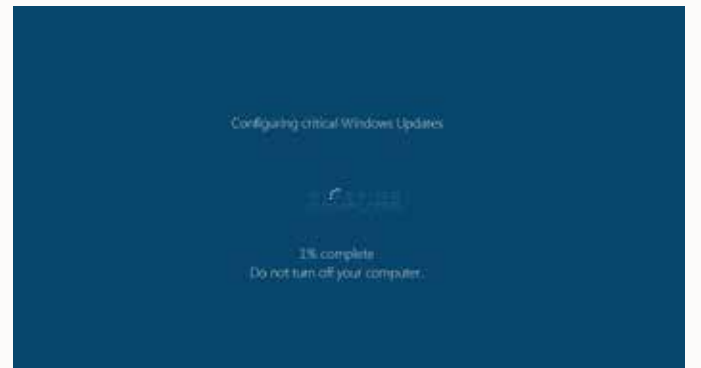 Configuring critical Windows Updates
1% complete
Do not turn off your computer.